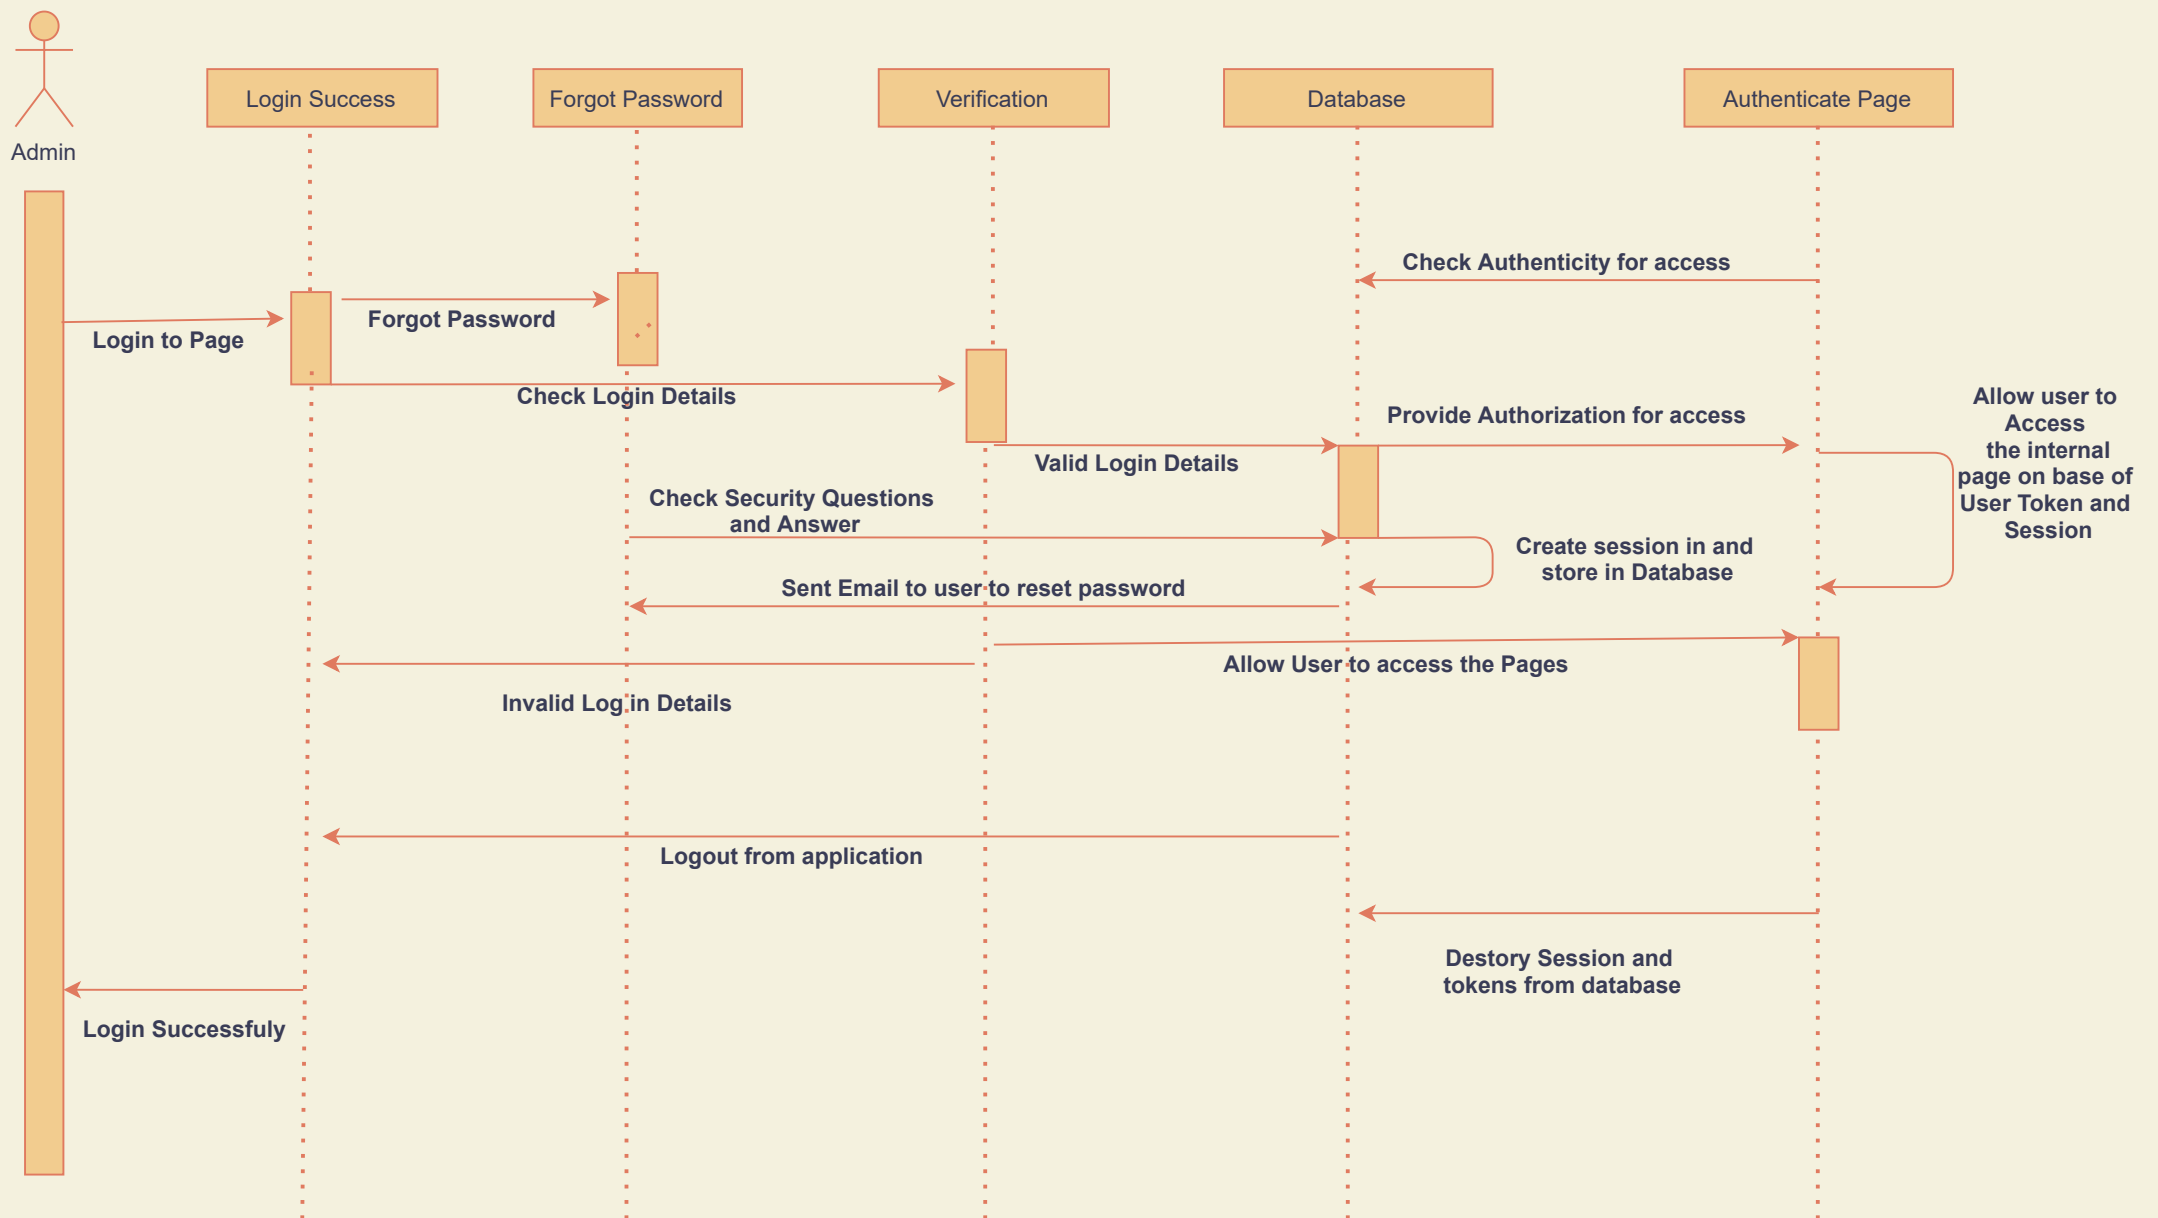 Login Success
Forgot Password
Verification
Database
Authenticate Page
Admin
Check Authenticity for access
Forgot Password
Login to Page
Check Login Details
Provide Authorization for access
Allow user to
Access
the internal
page on base of
User Token and
Session
Valid Login Details
Check Security Questions
and Answer
Create session in and
store in Database
Sent Email to user to reset password
Allow User to access the Pages
Invalid Log in Details
Logout from application
Destory Session and
tokens from database
Login Successfuly